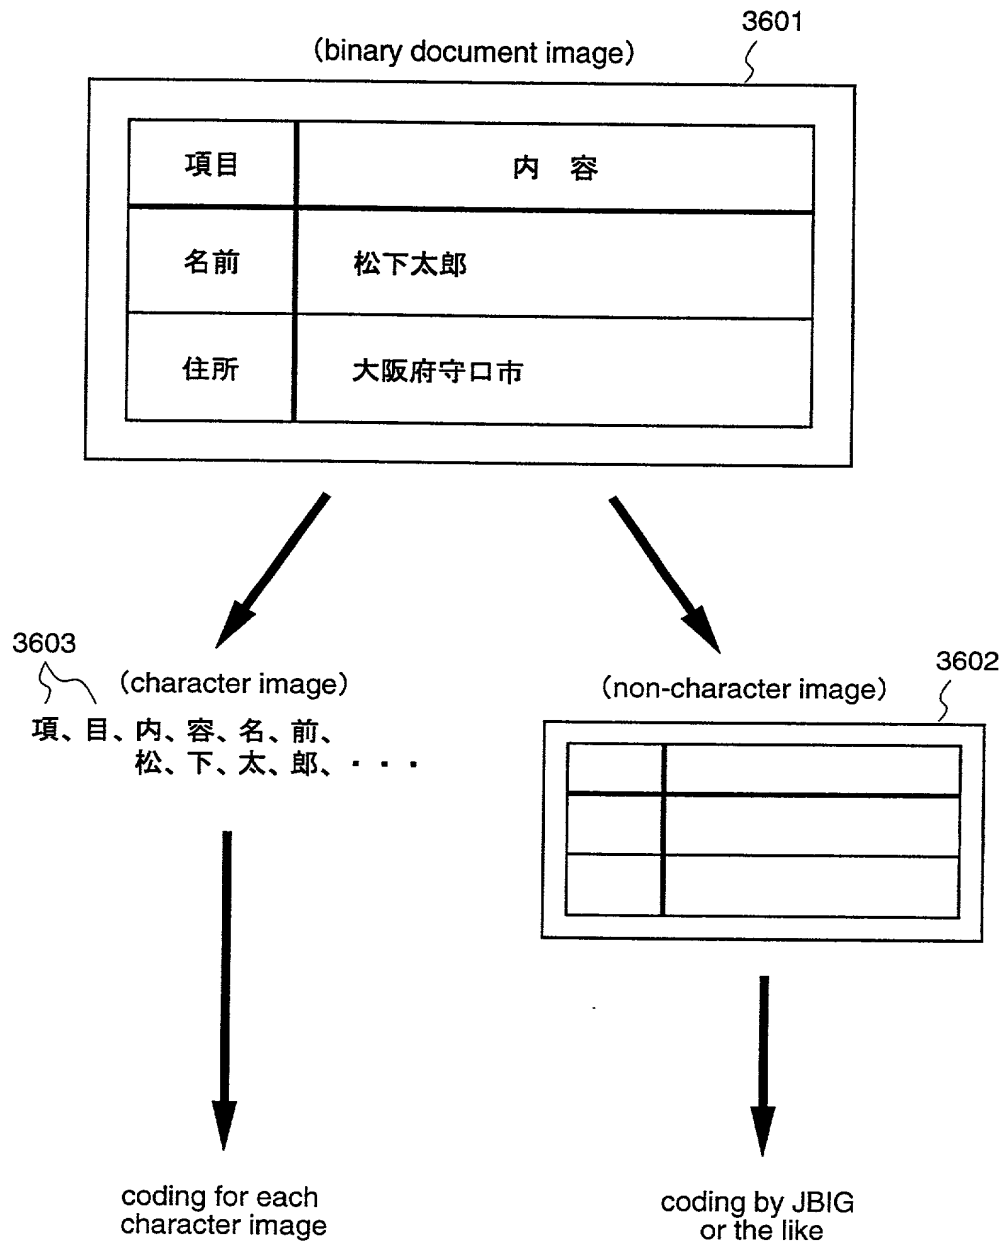 3601
(binary document image)
項目 内 容
名前 松下太郎
住所 大阪府守口市
3603
(character image)
項、目、内、容、名、前、
松、下、太、郎、・・・
3602
(non-character image)
coding for each
character image
coding by JBIG
or the like